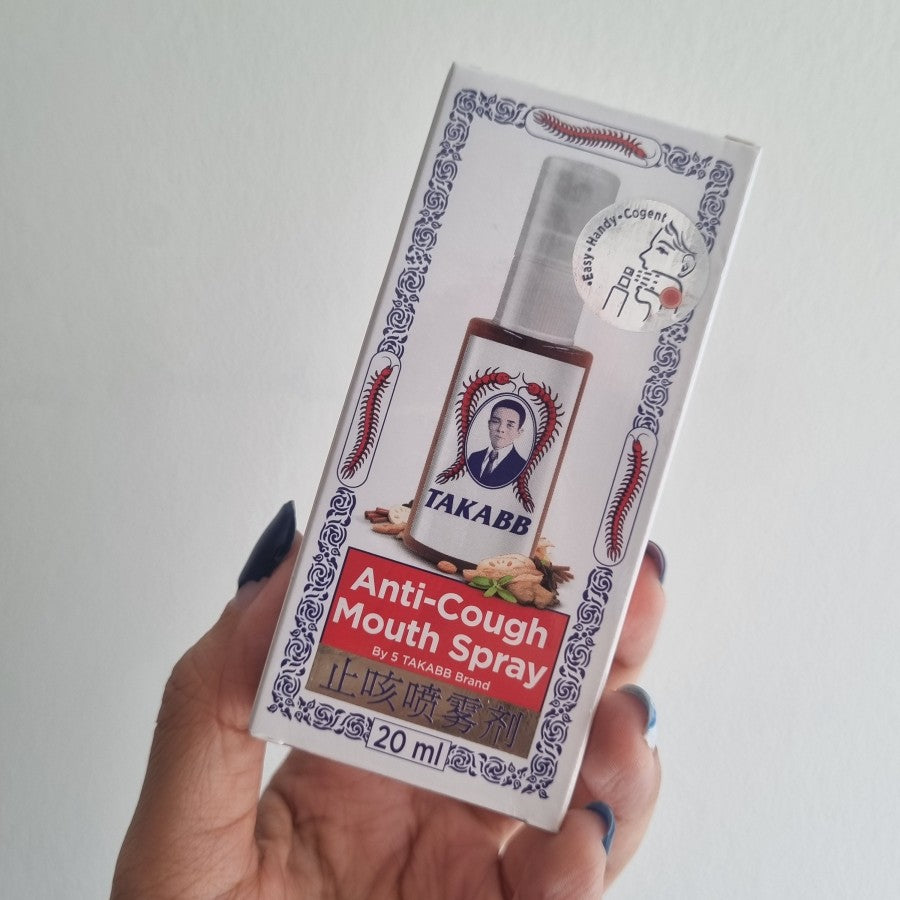 •Easy•Handy•Cogent
TAKABB
Anti-Cough
Mouth Spray
By 5 TAKABB Brand
止咳喷雾剂
20 ml